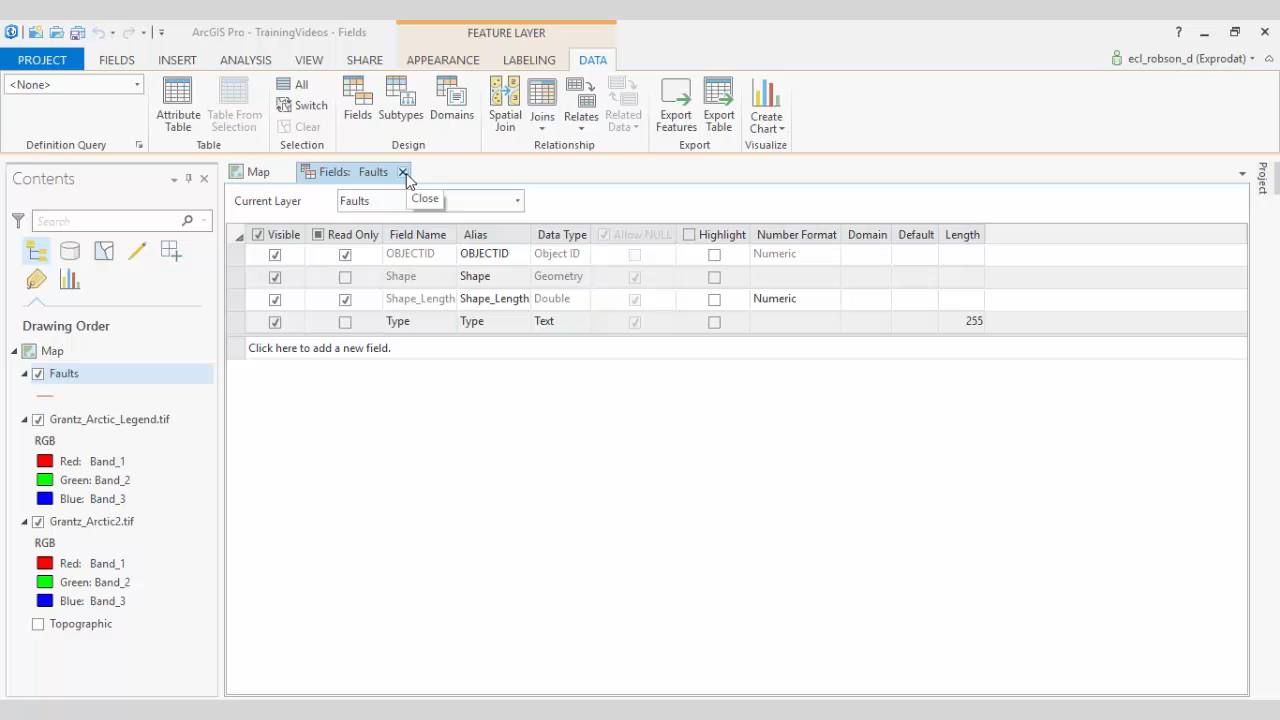 ArcGIS Pro - TrainingVideos - Fields
FEATURE LAYER
?
PROJECT FIELDS INSERT ANALYSIS VIEW SHARE APPEARANCE LABELING DATA
ecl_robson_d (Exprodat)
<None>
Definition Query
Attribute Table
Table From Selection
Table
All
Switch
Clear
Selection
Fields
Subtypes
Domains
Design
Spatial Join
Joins
Relates
Related Data
Relationship
Export Features
Export Table
Export
Create Chart
Visualize
Contents
Search
Drawing Order
Map
Faults
Grantz_Arctic_Legend.tif
RGB
Red: Band_1
Green: Band_2
Blue: Band_3
Grantz_Arctic2.tif
RGB
Red: Band_1
Green: Band_2
Blue: Band_3
Topographic
Map
Fields: Faults
Close
Current Layer Faults
Visible Read Only Field Name Alias Data Type Allow NULL Highlight Number Format Domain Default Length
OBJECTID OBJECTID Object ID Numeric
Shape Shape Geometry
Shape_Length Shape_Length Double Numeric
Type Type Text 255
Click here to add a new field.
Project